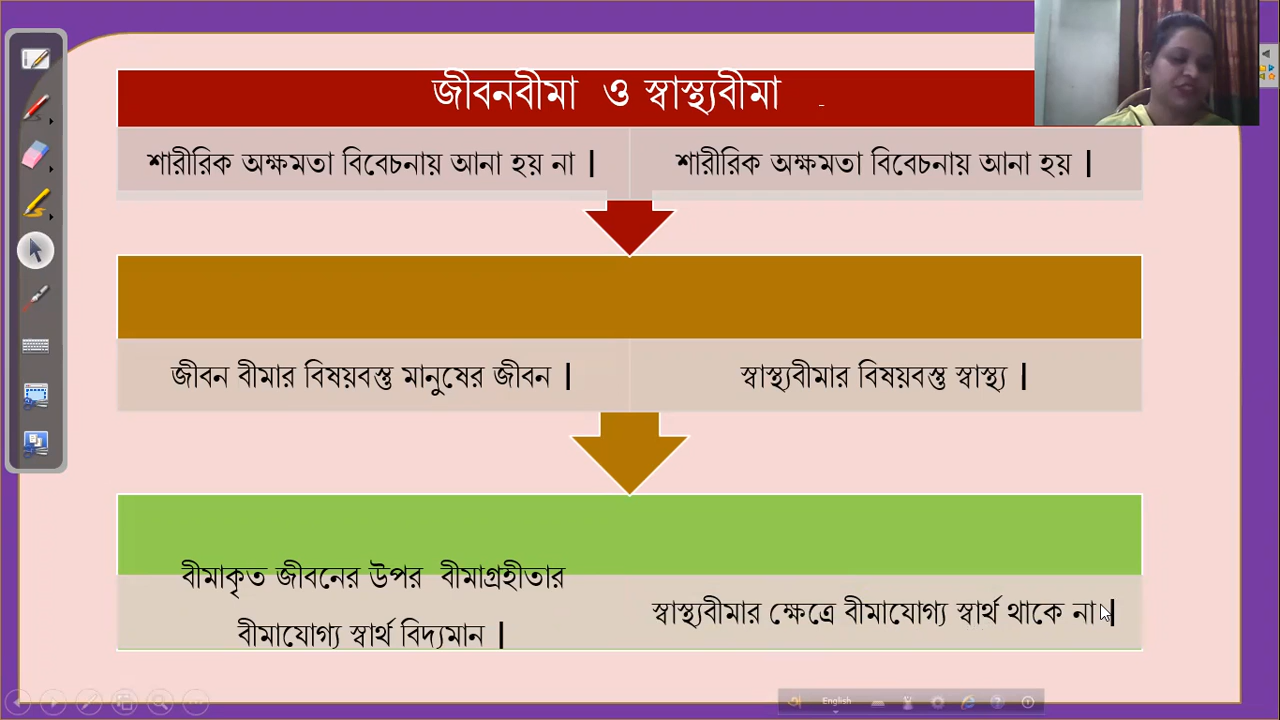 জীবনবীমা ও স্বাস্থ্যবীমা -
শারীরিক অক্ষমতা বিবেচনায় আনা হয় না |
শারীরিক অক্ষমতা বিবেচনায় আনা হয় |
জীবন বীমার বিষয়বস্তু মানুষের জীবন |
স্বাস্থ্যবীমার বিষয়বস্তু স্বাস্থ্য |
বীমাকৃত জীবনের উপর বীমাগ্রহীতার
বীমাযোগ্য স্বার্থ বিদ্যমান |
স্বাস্থ্যবীমার ক্ষেত্রে বীমাযোগ্য স্বার্থ থাকে না |
English